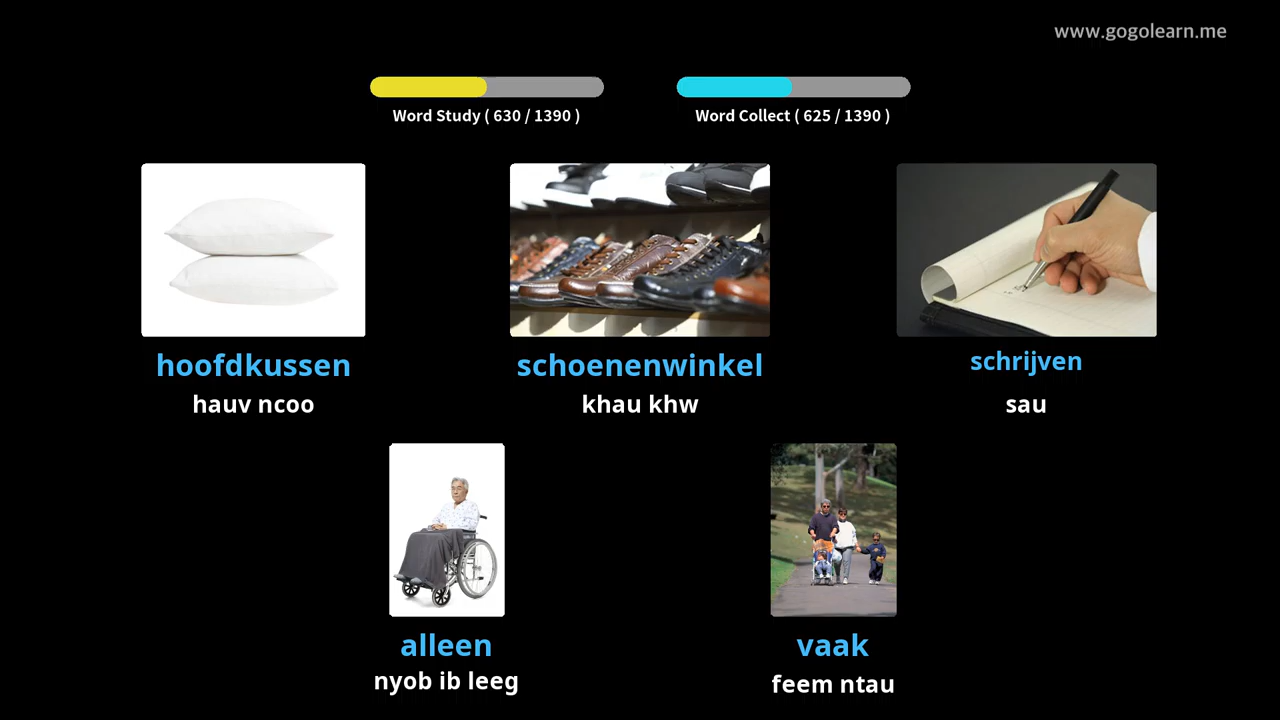 www.gogolearn.me
Word Study ( 630 / 1390 )
Word Collect ( 625 / 1390 )
hoofdkussen
hauv ncoo
schoenenwinkel
khau khw
schrijven
sau
alleen
nyob ib leeg
vaak
feem ntau